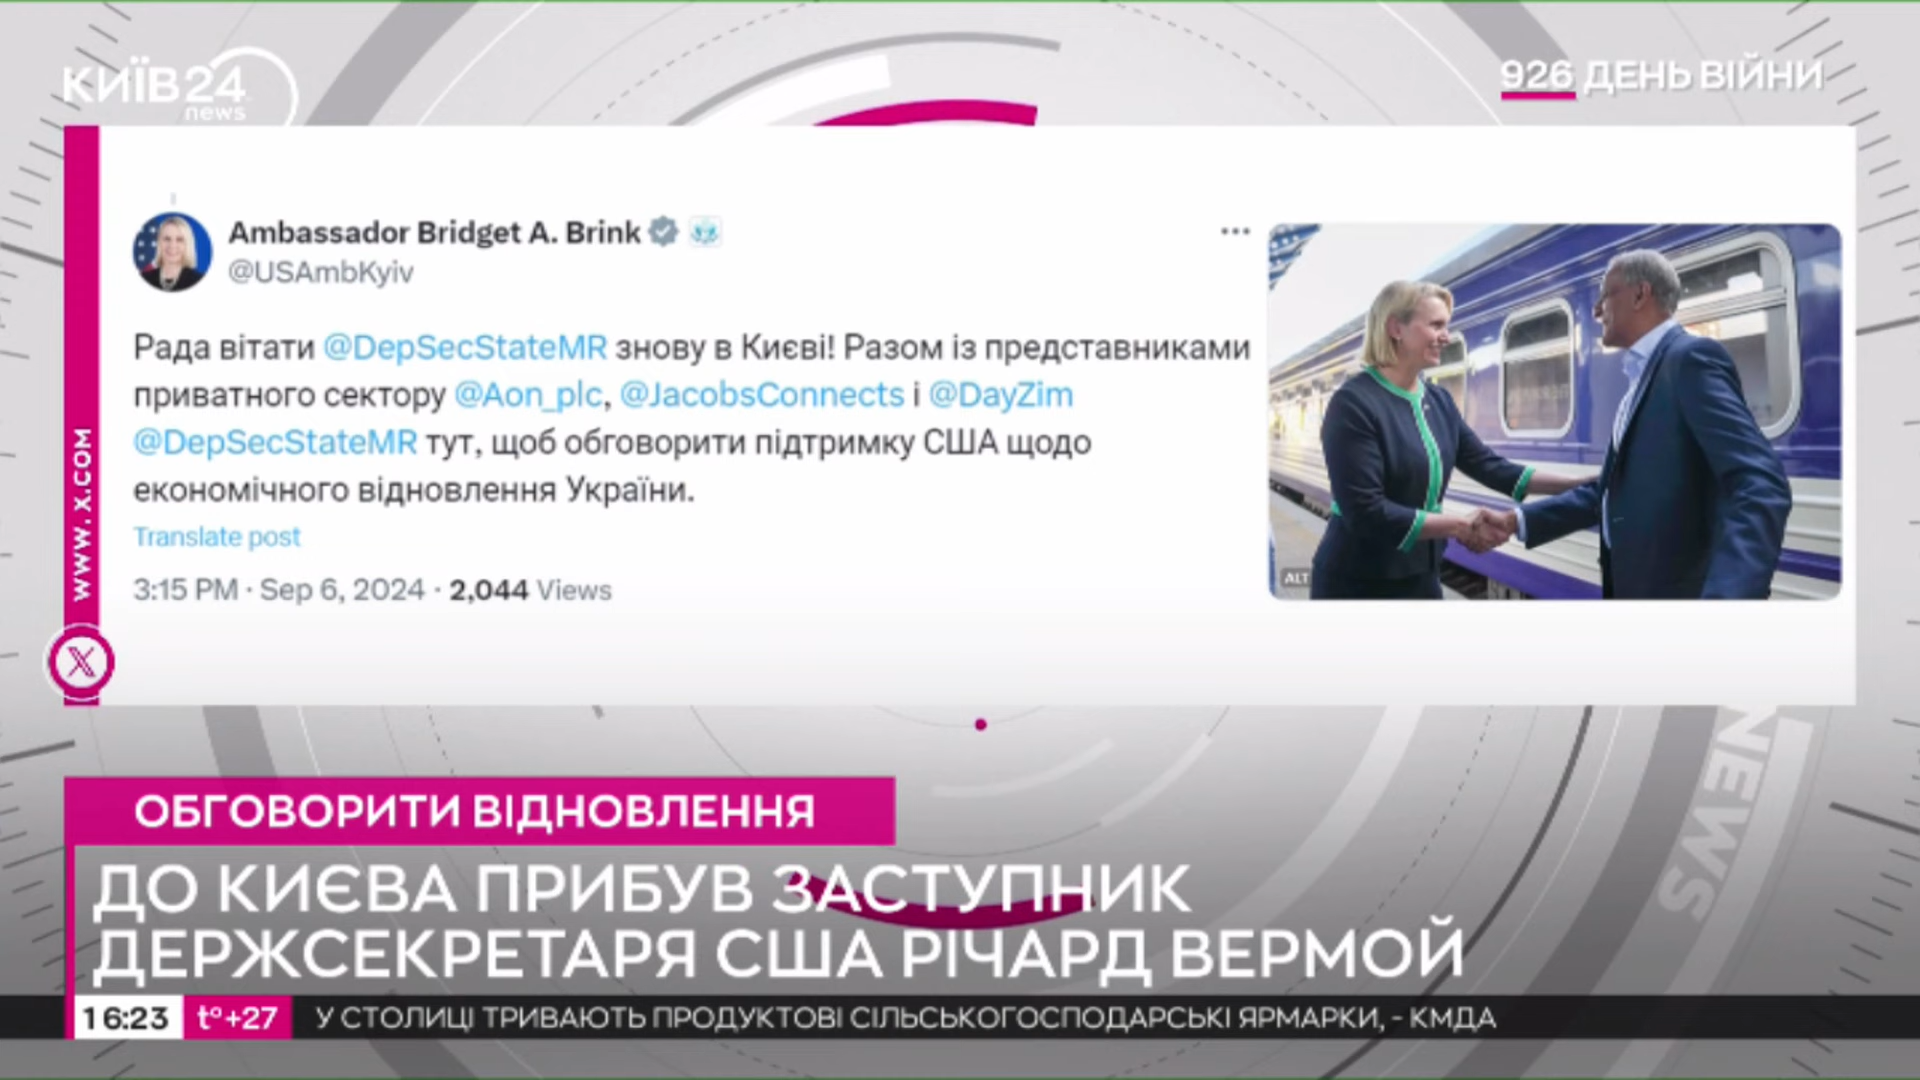 КИЇВ24
news
926 ДЕНЬ ВІЙНИ
WWW.X.COM
Ambassador Bridget A. Brink
@USAmbKyiv
Рада вітати @DepSecStateMR знову в Києві! Разом із представниками
приватного сектору @Aon_plc, @JacobsConnects і @DayZim
@DepSecStateMR тут, щоб обговорити підтримку США щодо
економічного відновлення України.
Translate post
3:15 PM · Sep 6, 2024 · 2,044 Views
ALT
NEWS
ОБГОВОРИТИ ВІДНОВЛЕННЯ
ДО КИЄВА ПРИБУВ ЗАСТУПНИК
ДЕРЖСЕКРЕТАРЯ США РІЧАРД ВЕРМОЙ
16:23 t°+27 У СТОЛИЦІ ТРИВАЮТЬ ПРОДУКТОВІ СІЛЬСЬКОГОСПОДАРСЬКІ ЯРМАРКИ, - КМДА